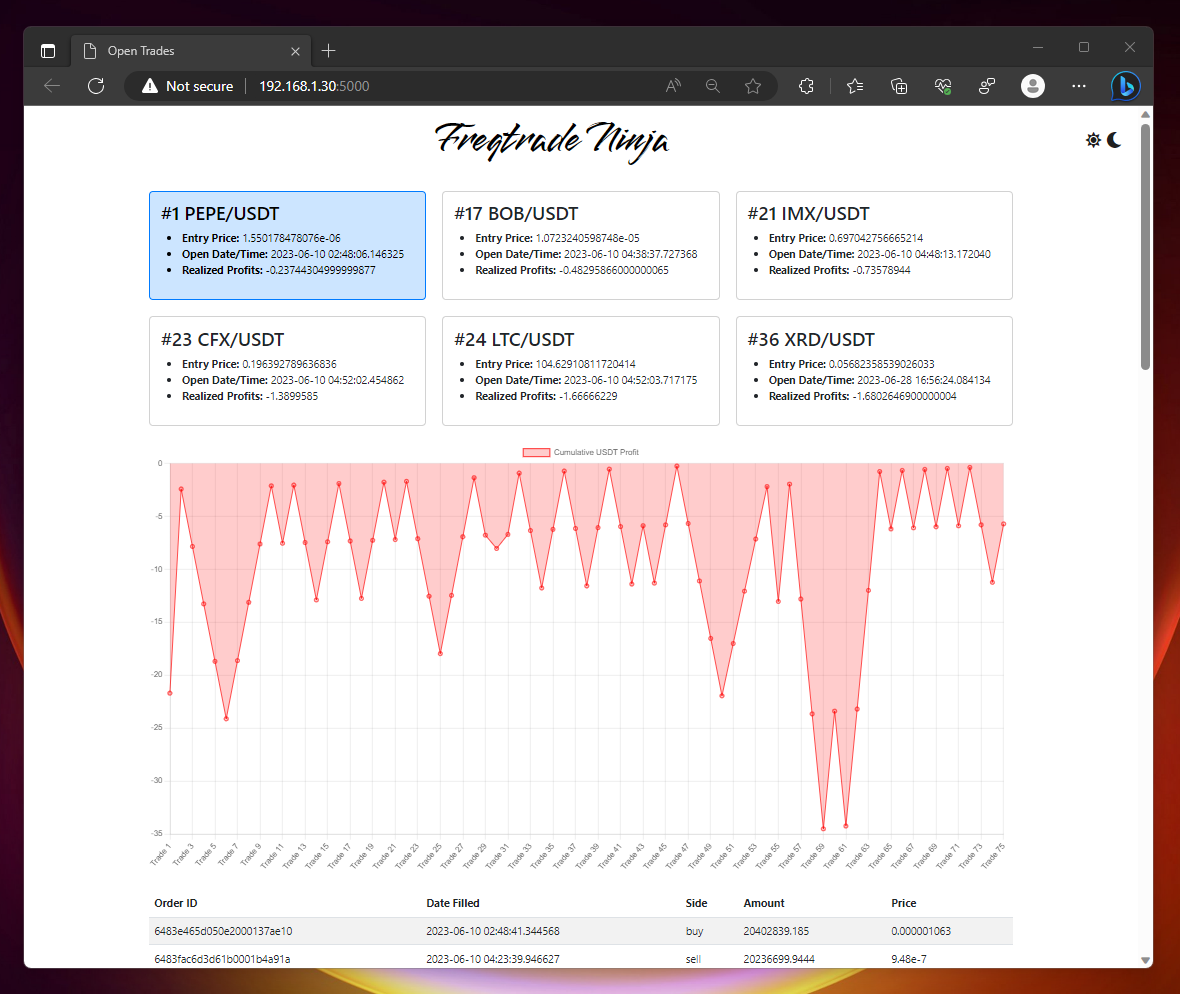 Open Trades
Not secure
192.168.1.30:5000
Freqtrade Ninja
#1 PEPE/USDT
Entry Price: 1.550178478076e-06
Open Date/Time: 2023-06-10 02:48:06.146325
Realized Profits: -0.23744304999999877
#17 BOB/USDT
Entry Price: 1.0723240598748e-05
Open Date/Time: 2023-06-10 04:38:37.727368
Realized Profits: -0.48295866000000065
#21 IMX/USDT
Entry Price: 0.697042756665214
Open Date/Time: 2023-06-10 04:48:13.172040
Realized Profits: -0.73578944
#23 CFX/USDT
Entry Price: 0.196392789636836
Open Date/Time: 2023-06-10 04:52:02.454862
Realized Profits: -1.3899585
#24 LTC/USDT
Entry Price: 104.62910811720414
Open Date/Time: 2023-06-10 04:52:03.717175
Realized Profits: -1.66666229
#36 XRD/USDT
Entry Price: 0.05682358539026033
Open Date/Time: 2023-06-28 16:56:24.084134
Realized Profits: -1.6802646900000004
Cumulative USDT Profit
0
-5
-10
-15
-20
-25
-30
-35
Trade 1
Trade 3
Trade 5
Trade 7
Trade 9
Trade 11
Trade 13
Trade 15
Trade 17
Trade 19
Trade 21
Trade 23
Trade 25
Trade 27
Trade 29
Trade 31
Trade 33
Trade 35
Trade 37
Trade 39
Trade 41
Trade 43
Trade 45
Trade 47
Trade 49
Trade 51
Trade 53
Trade 55
Trade 57
Trade 59
Trade 61
Trade 63
Trade 65
Trade 67
Trade 69
Trade 71
Trade 73
Trade 75
Order ID Date Filled Side Amount Price
6483e465d050e2000137ae10 2023-06-10 02:48:41.344568 buy 20402839.185 0.000001063
6483fac6d3d61b0001b4a91a 2023-06-10 04:23:39.946627 sell 20236699.9444 9.48e-7